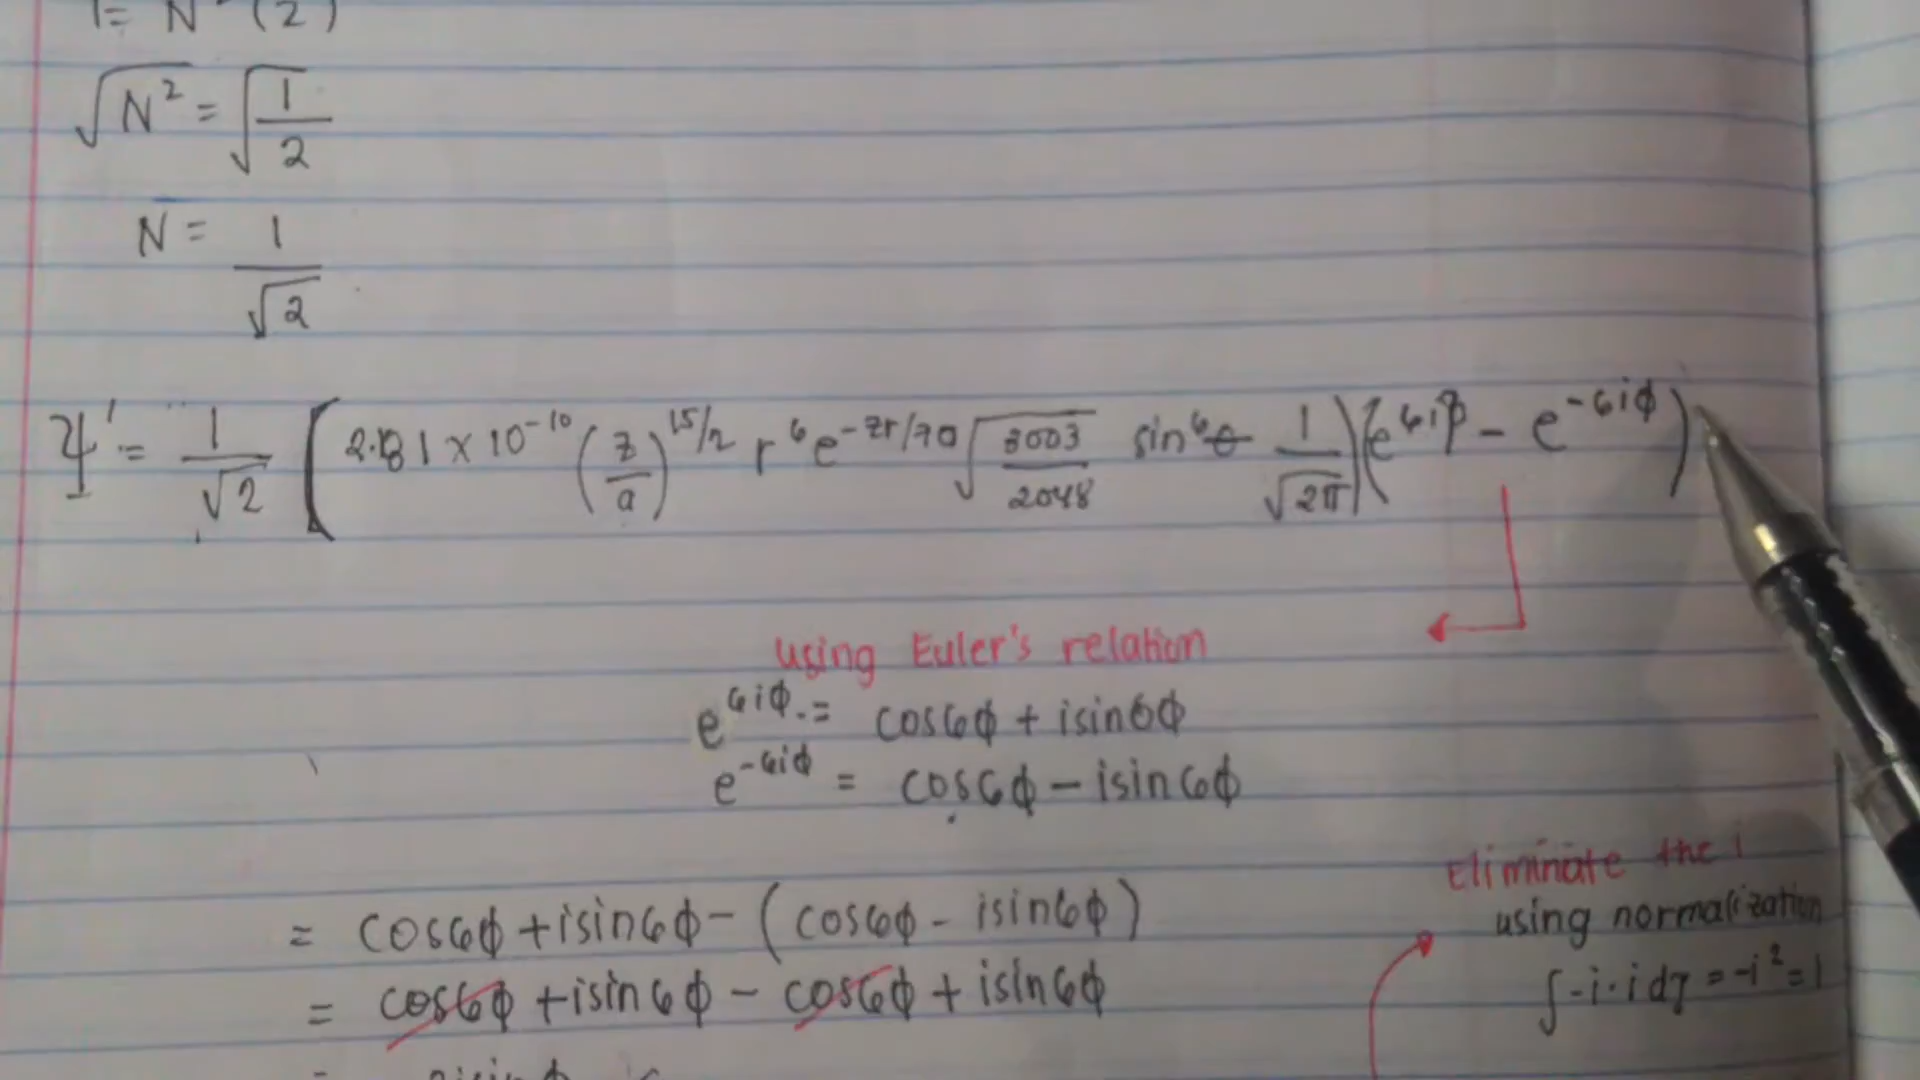 1 = N² (2)
√N² = √1/2
N = 1/√2
Ψ' = 1/√2 (2.181 × 10⁻¹⁰ (z/a)^15/2 r⁶ e^-zr/7a √3003/2048 sin⁶θ 1/√2π)(e^6iϕ - e^-6iϕ)
using Euler's relation
e^6iϕ = cos6ϕ + isin6ϕ
e^-6iϕ = cos6ϕ - isin6ϕ
Eliminate the i
using normalization
∫-i·i dτ = -i² = 1
= cos6ϕ + isin6ϕ - (cos6ϕ - isin6ϕ)
= cos6ϕ + isin6ϕ - cos6ϕ + isin6ϕ